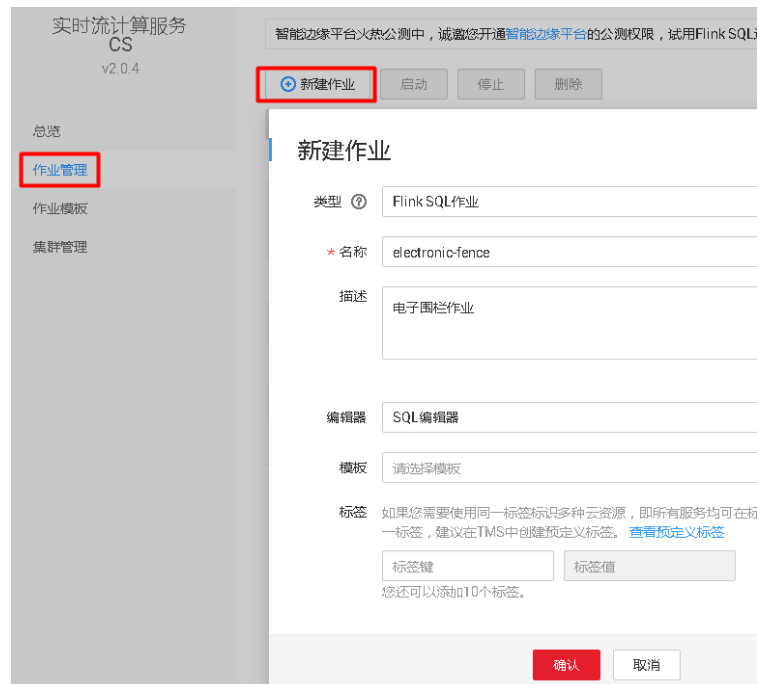 实时流计算服务
CS
v2.0.4
总览
作业管理
作业模板
集群管理
智能边缘平台火热公测中，诚邀您开通智能边缘平台的公测权限，试用Flink SQL
新建作业 启动 停止 删除
新建作业
类型 Flink SQL作业
* 名称 electronic-fence
描述 电子围栏作业
编辑器 SQL编辑器
模板 请选择模板
标签 如果您需要使用同一标签标识多种云资源，即所有服务均可在标
一标签，建议在TMS中创建预定义标签。 查看预定义标签
标签键 标签值
您还可以添加10个标签。
确认 取消